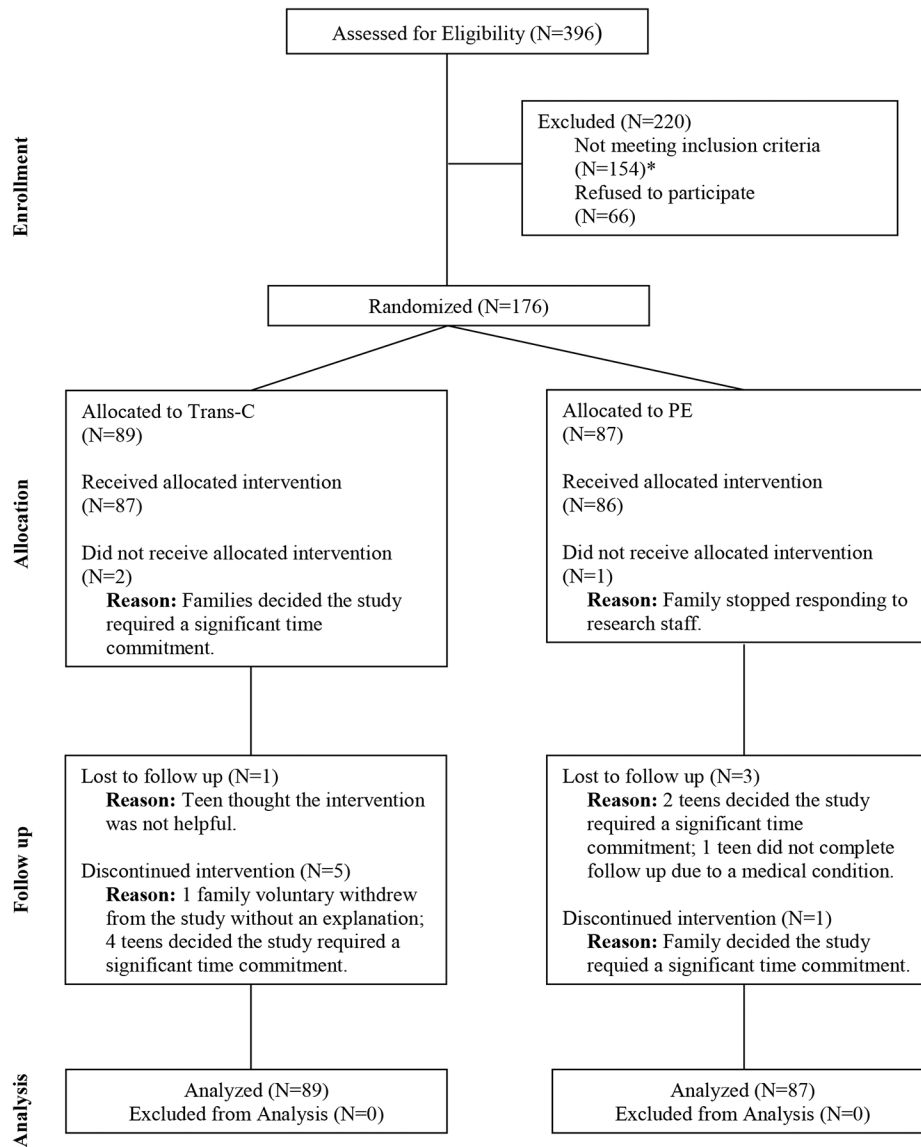 Assessed for Eligibility (N=396)
Enrollment
Excluded (N=220)
Not meeting inclusion criteria
(N=154)*
Refused to participate
(N=66)
Randomized (N=176)
Allocation
Allocated to Trans-C
(N=89)
Received allocated intervention
(N=87)
Did not receive allocated intervention
(N=2)
Reason: Families decided the study
required a significant time
commitment.
Allocated to PE
(N=87)
Received allocated intervention
(N=86)
Did not receive allocated intervention
(N=1)
Reason: Family stopped responding to
research staff.
Follow up
Lost to follow up (N=1)
Reason: Teen thought the intervention
was not helpful.
Discontinued intervention (N=5)
Reason: 1 family voluntary withdrew
from the study without an explanation;
4 teens decided the study required a
significant time commitment.
Lost to follow up (N=3)
Reason: 2 teens decided the study
required a significant time
commitment; 1 teen did not complete
follow up due to a medical condition.
Discontinued intervention (N=1)
Reason: Family decided the study
requied a significant time commitment.
Analysis
Analyzed (N=89)
Excluded from Analysis (N=0)
Analyzed (N=87)
Excluded from Analysis (N=0)